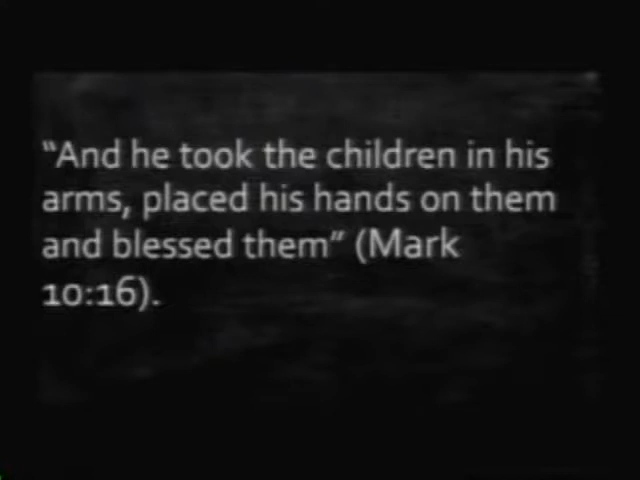 “And he took the children in his
arms, placed his hands on them
and blessed them” (Mark
10:16).